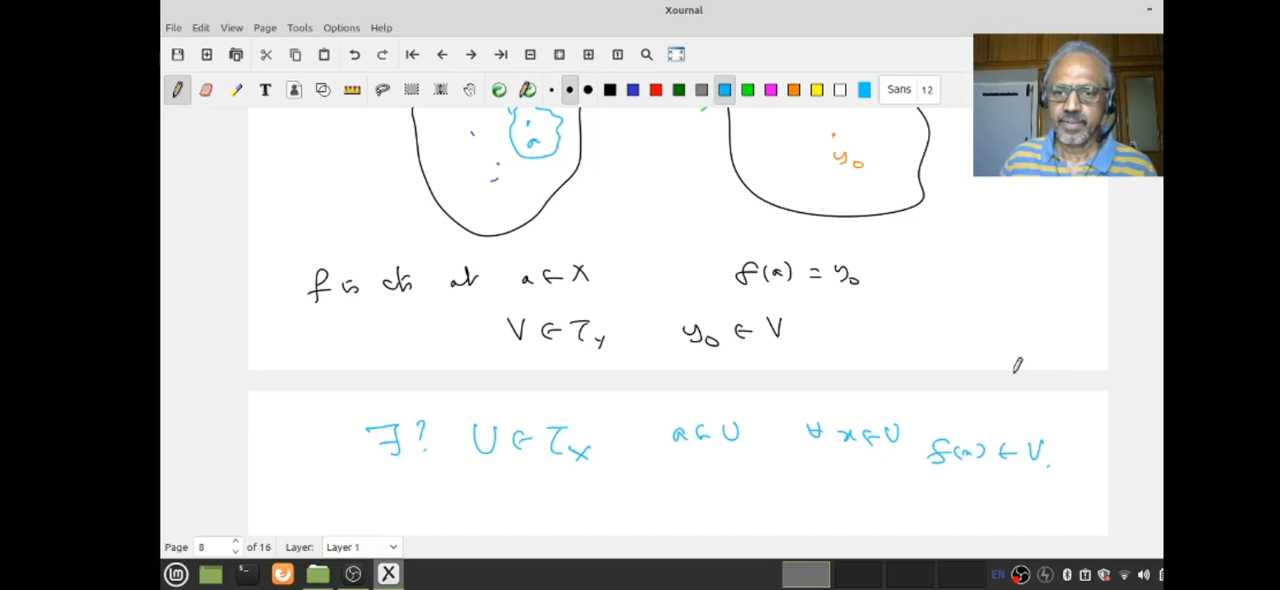 Xournal
File Edit View Page Tools Options Help
Sans 12
a
y₀
f is cts at a ∈ X f(a) = y₀
V ∈ τ_Y y₀ ∈ V
∃? U ∈ τ_X a ∈ U ∀ x ∈ U f(x) ∈ V.
Page 8 of 16 Layer: Layer 1
EN